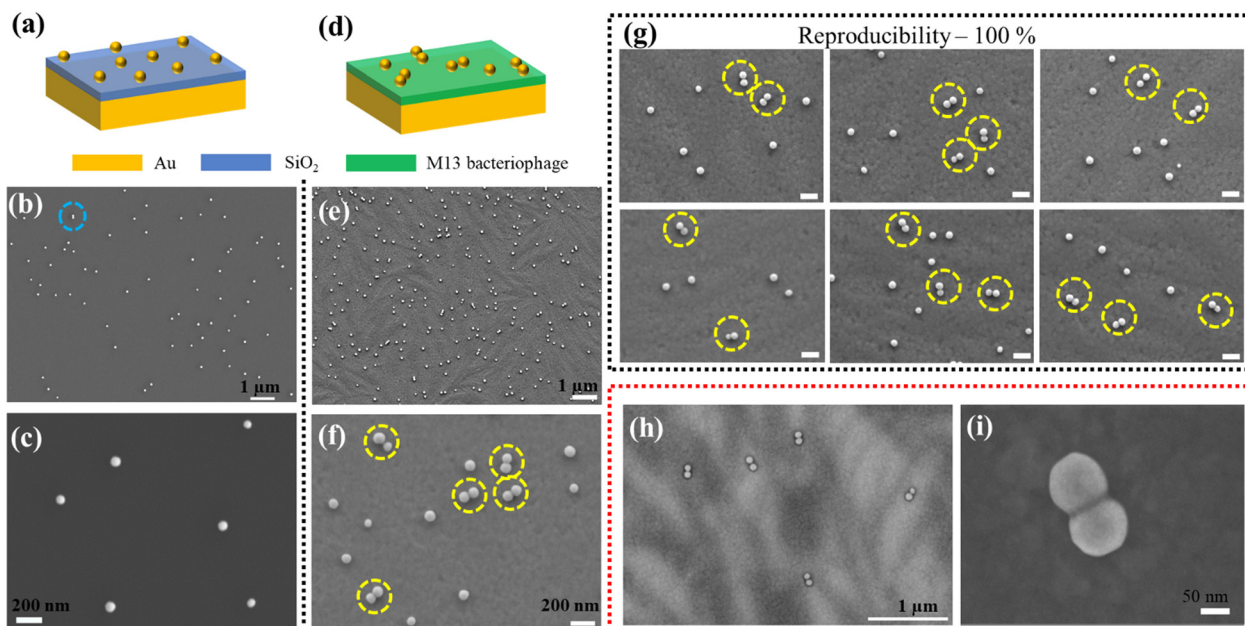 (a)
(d)
Au
SiO₂
M13 bacteriophage
(b)
1 µm
(e)
1 µm
(c)
200 nm
(f)
200 nm
(g)
Reproducibility – 100 %
(h)
1 µm
(i)
50 nm